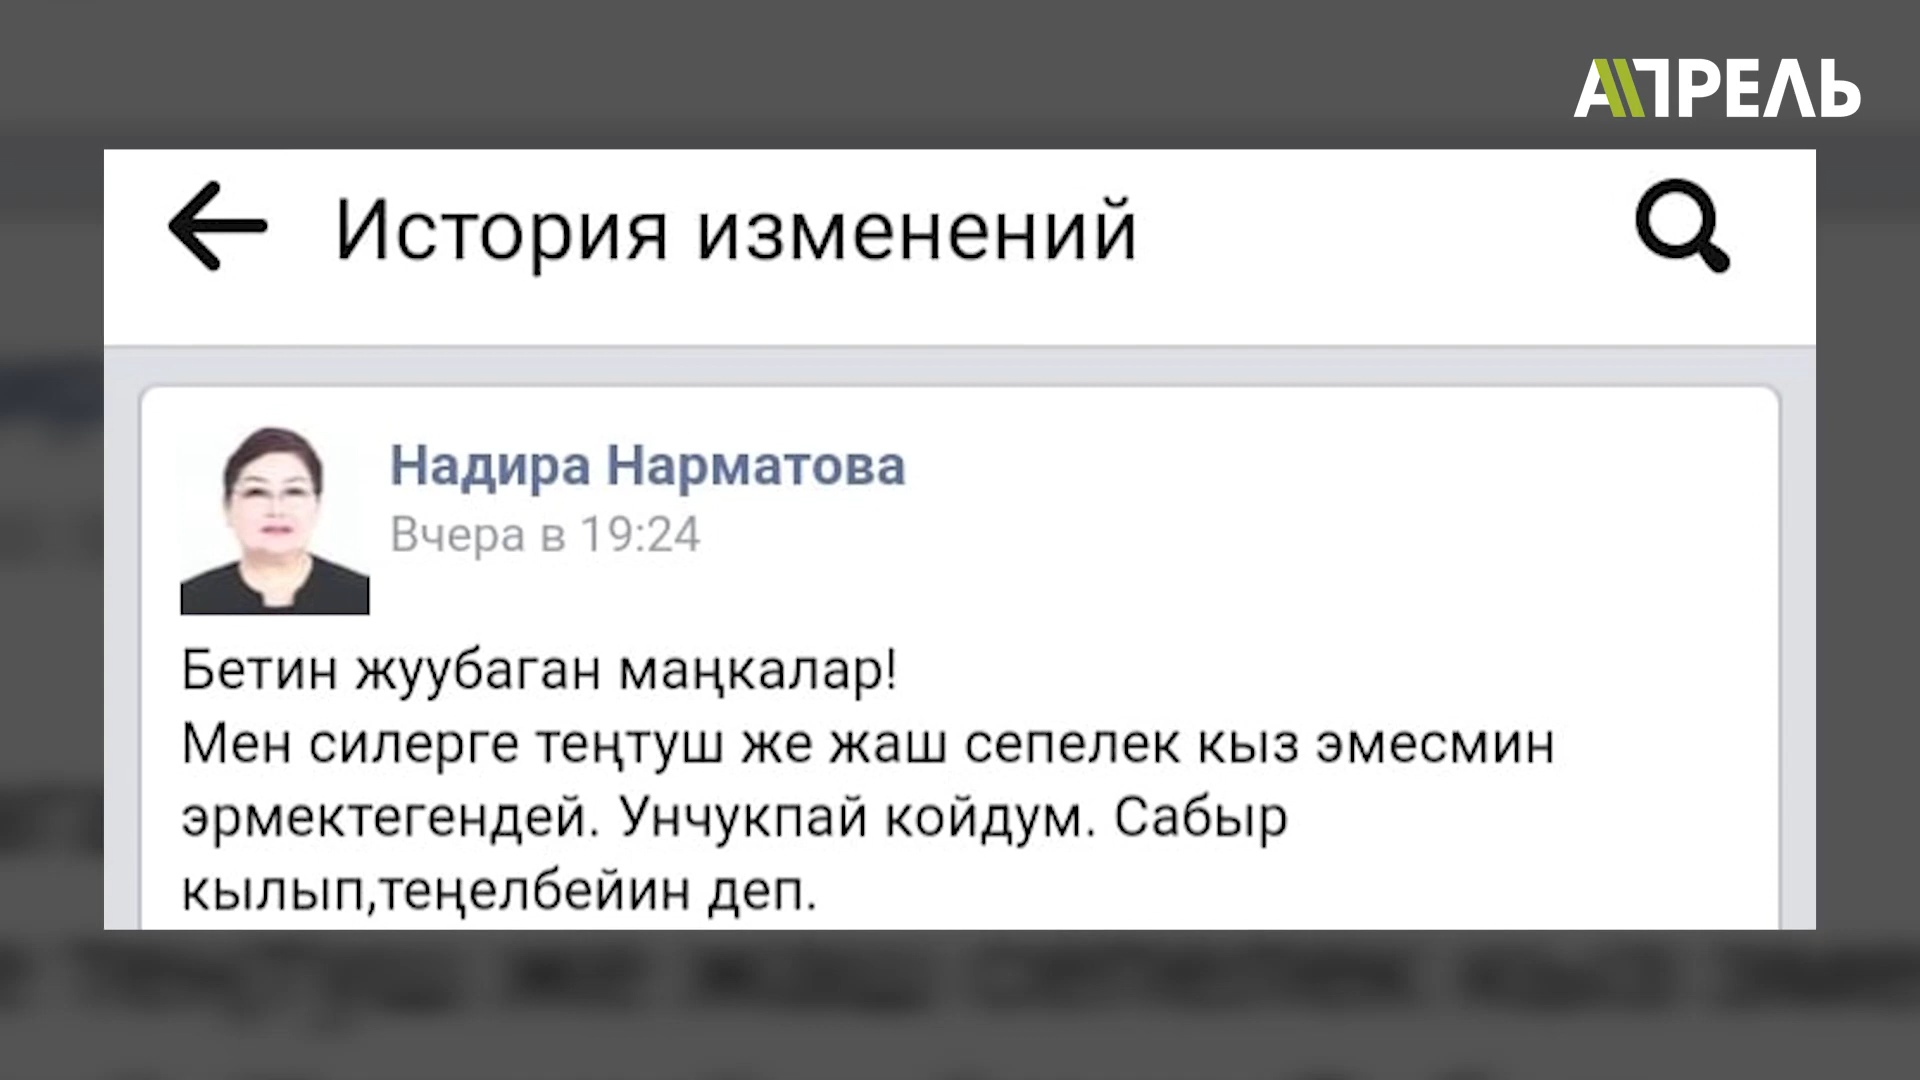 АПРЕЛЬ
История изменений
Надира Нарматова
Вчера в 19:24
Бетин жуубаган маңкалар!
Мен силерге теңтуш же жаш сепелек кыз эмесмин
эрмектегендей. Унчукпай койдум. Сабыр
кылып,теңелбейин деп.